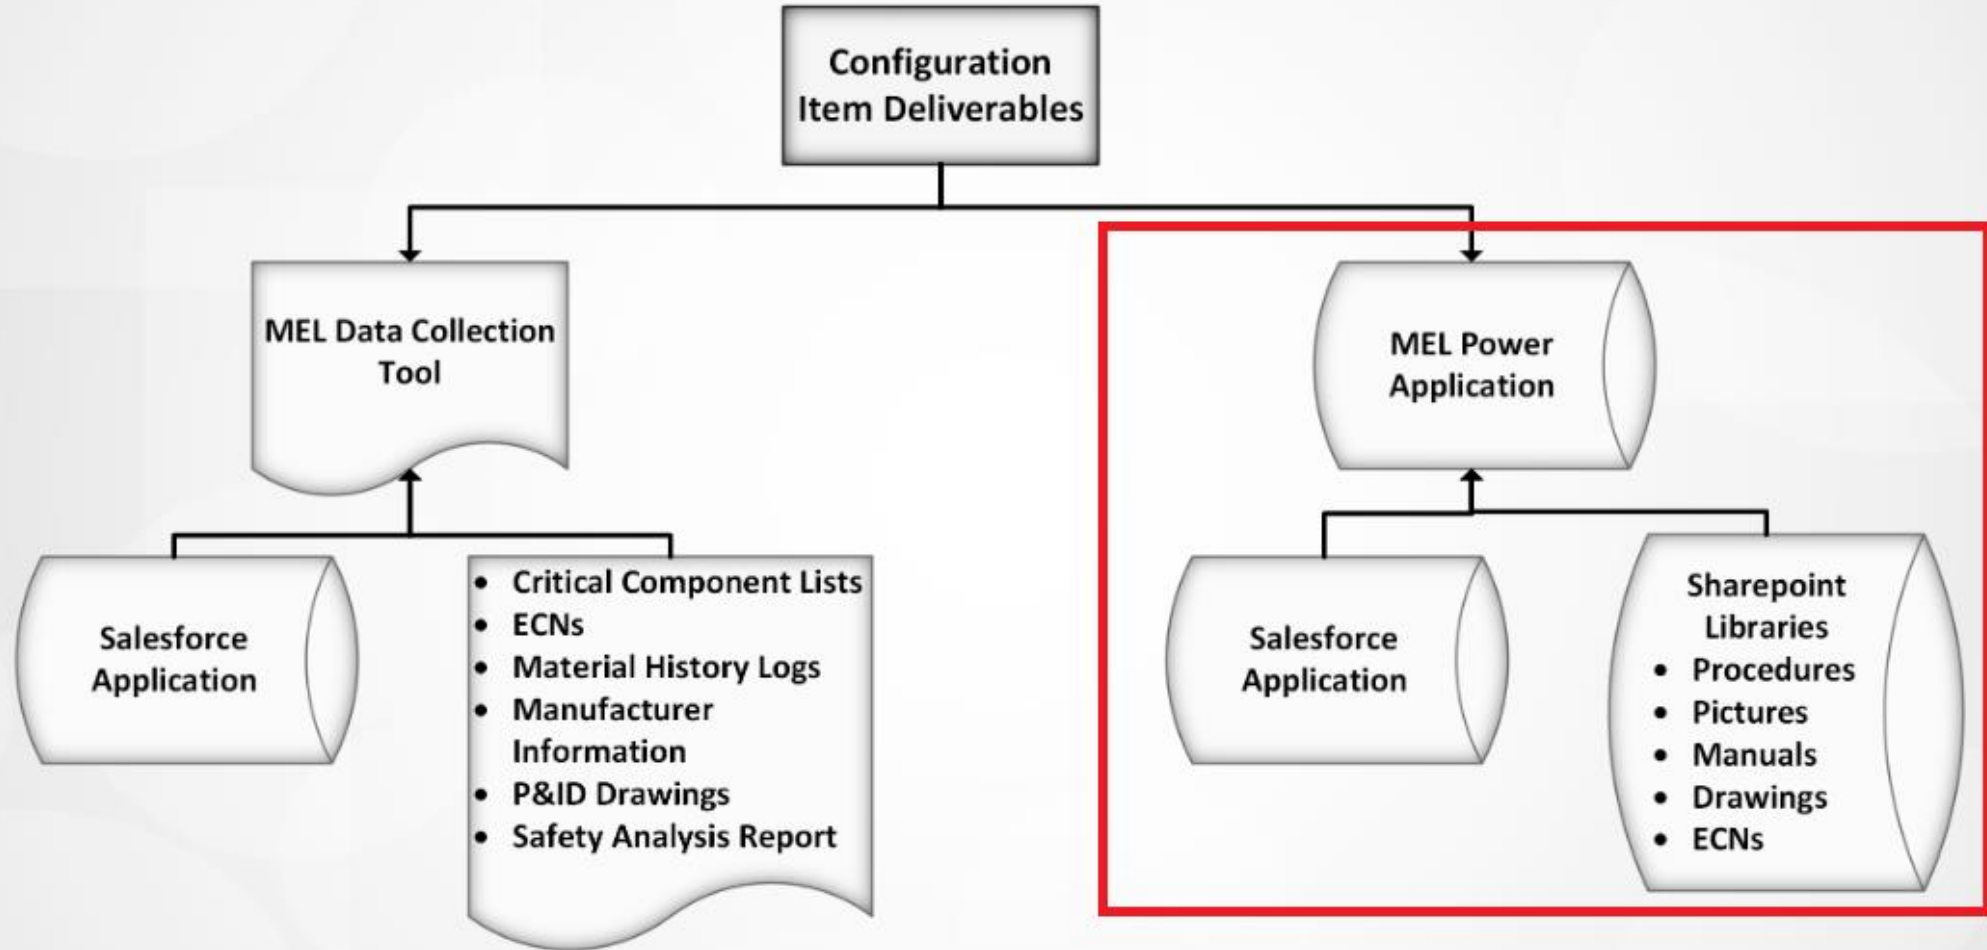 Configuration
Item Deliverables
MEL Data Collection
Tool
MEL Power
Application
Salesforce
Application
• Critical Component Lists
• ECNs
• Material History Logs
• Manufacturer
Information
• P&ID Drawings
• Safety Analysis Report
Salesforce
Application
Sharepoint
Libraries
• Procedures
• Pictures
• Manuals
• Drawings
• ECNs